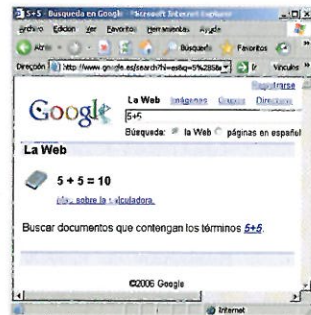 5+5 - Búsqueda en Google - Microsoft Internet Explorer
Archivo Edición Ver Favoritos Herramientas Ayuda
Atrás Búsqueda Favoritos
Dirección http://www.google.es/search?hl=es&q=5%2B5& Ir Vínculos »
Registrarse
Google
La Web Imágenes Grupos Directorio
5+5
Búsqueda: la Web páginas en español
La Web
5 + 5 = 10
Más sobre la calculadora.
Buscar documentos que contengan los términos 5+5.
©2006 Google
Internet